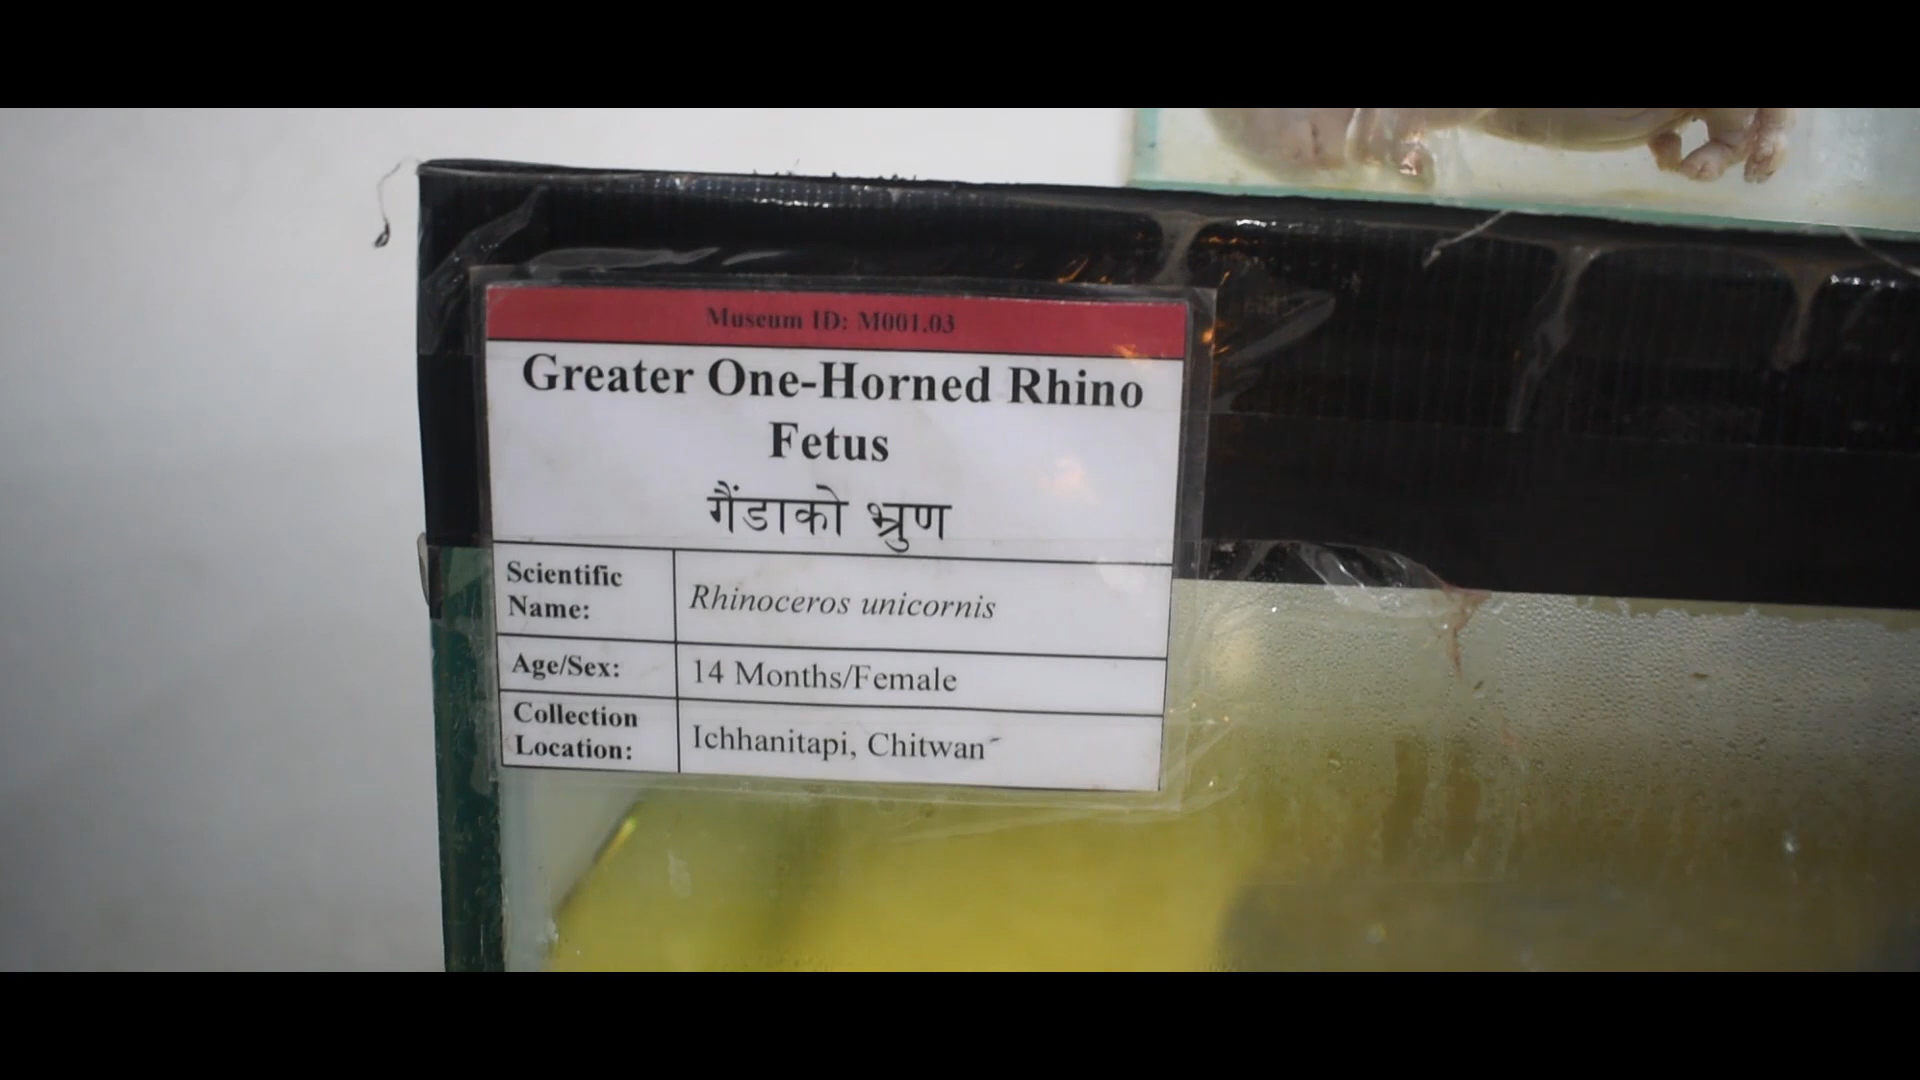 Museum ID: M001.03
Greater One-Horned Rhino
Fetus
गैंडाको भ्रुण
Scientific
Name:
Rhinoceros unicornis
Age/Sex:
14 Months/Female
Collection
Location:
Ichhanitapi, Chitwan